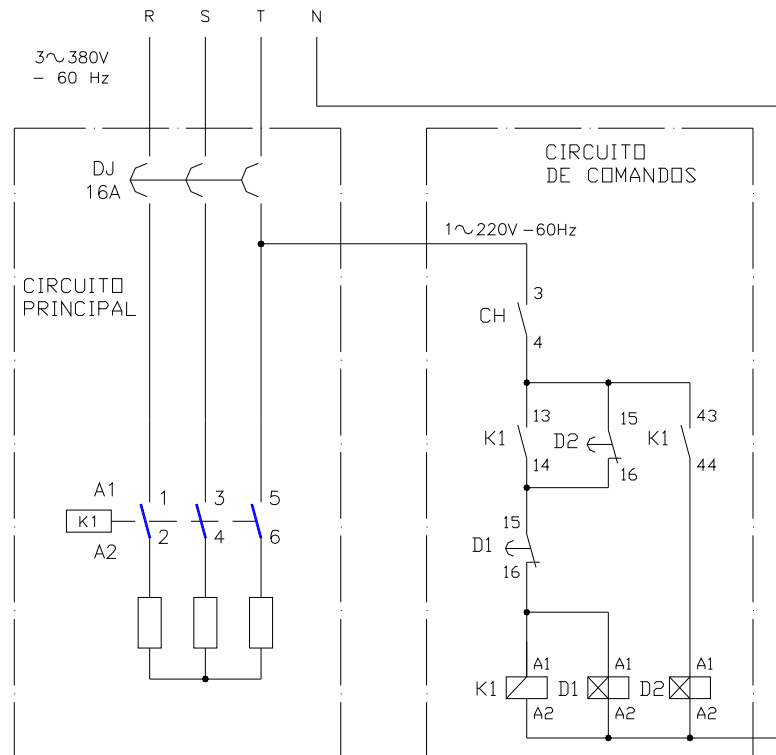 R S T N
3~380V
- 60 Hz
DJ
16A
CIRCUITO
DE COMANDOS
1~220V-60Hz
CIRCUITO
PRINCIPAL
3
CH
4
13 15 43
K1 D2 K1
14 16 44
A1 1 3 5
K1
A2 2 4 6
15
D1
16
A1 A1 A1
K1 D1 D2
A2 A2 A2